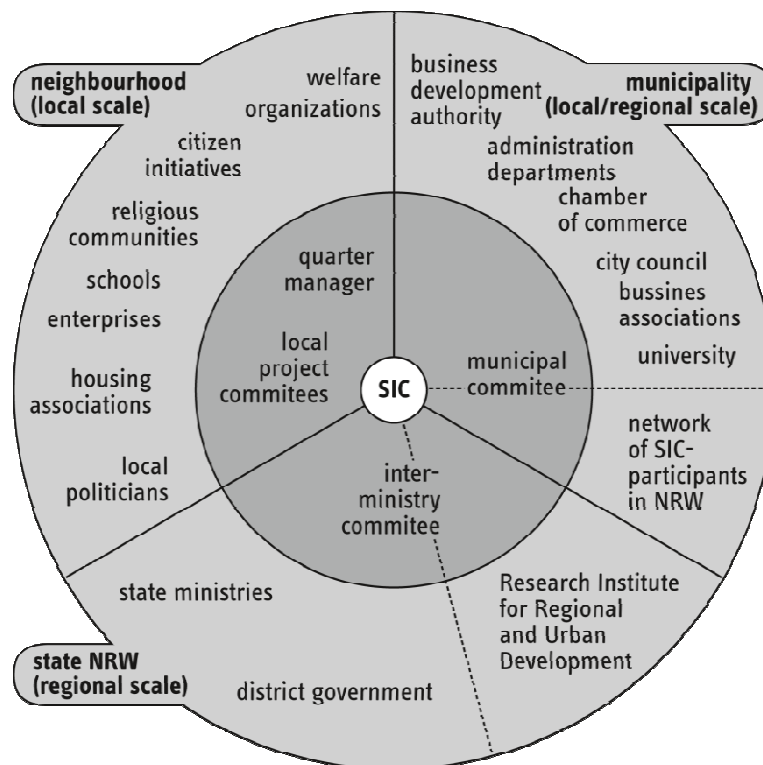 neighbourhood
(local scale)
welfare
organizations
citizen
initiatives
religious
communities
schools
enterprises
housing
associations
local
politicians
business
development
authority
municipality
(local/regional scale)
administration
departments
chamber
of commerce
city council
bussines
associations
university
network
of SIC-
participants
in NRW
quarter
manager
local
project
commitees
SIC
municipal
commitee
inter-
ministry
commitee
state ministries
district government
state NRW
(regional scale)
Research Institute
for Regional
and Urban
Development